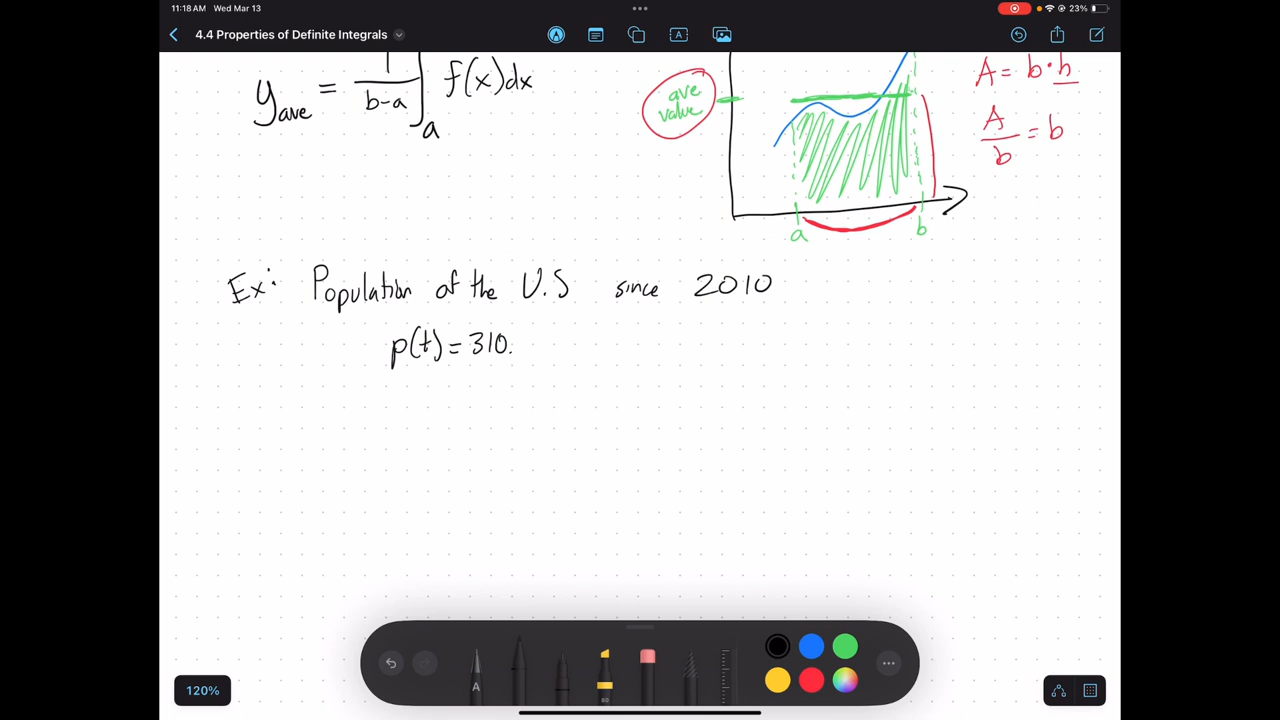 11:18 AM Wed Mar 13
23%
4.4 Properties of Definite Integrals
A
y_ave = 1/(b-a) ∫_a f(x)dx
ave
value
A = b·h
A/b = b
a
b
Ex: Population of the U.S since 2010
p(t) = 310.
A
80
120%